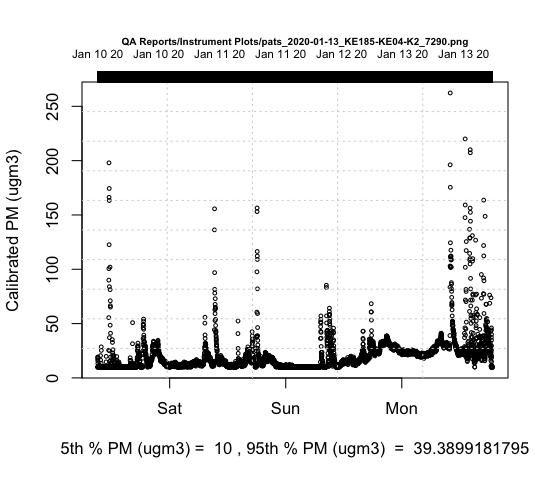 QA Reports/Instrument Plots/pats_2020-01-13_KE185-KE04-K2_7290.png
Jan 10 20 Jan 10 20 Jan 11 20 Jan 11 20 Jan 12 20 Jan 13 20 Jan 13 20
Calibrated PM (ugm3)
250
200
150
100
50
0
Sat Sun Mon
5th % PM (ugm3) = 10 , 95th % PM (ugm3) = 39.3899181795